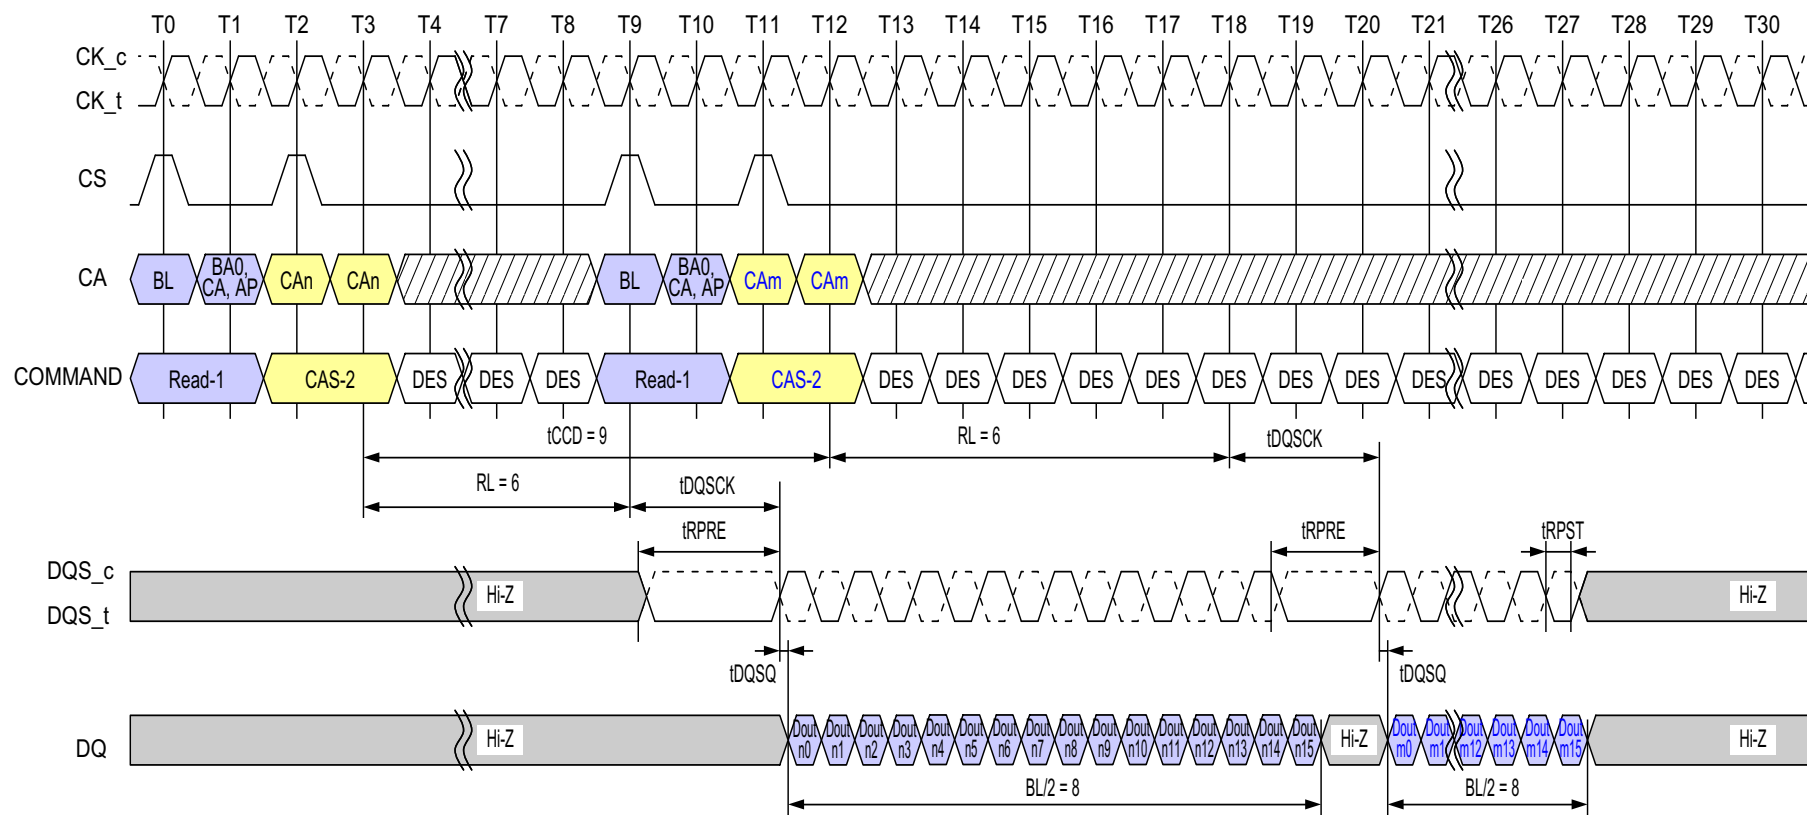 T0 T1 T2 T3 T4 T7 T8 T9 T10 T11 T12 T13 T14 T15 T16 T17 T18 T19 T20 T21 T26 T27 T28 T29 T30
CK_c
CK_t
CS
CA BL BA0, CA, AP CAn CAn BL BA0, CA, AP CAm CAm
COMMAND Read-1 CAS-2 DES DES DES Read-1 CAS-2 DES DES DES DES DES DES DES DES DES DES DES DES DES DES
tCCD = 9 RL = 6 tDQSCK
RL = 6 tDQSCK
tRPRE tRPRE tRPST
DQS_c
Hi-Z Hi-Z
DQS_t
tDQSQ tDQSQ
DQ Hi-Z Dout n0 Dout n1 Dout n2 Dout n3 Dout n4 Dout n5 Dout n6 Dout n7 Dout n8 Dout n9 Dout n10 Dout n11 Dout n12 Dout n13 Dout n14 Dout n15 Hi-Z Dout m0 Dout m1 Dout m12 Dout m13 Dout m14 Dout m15 Hi-Z
BL/2 = 8 BL/2 = 8